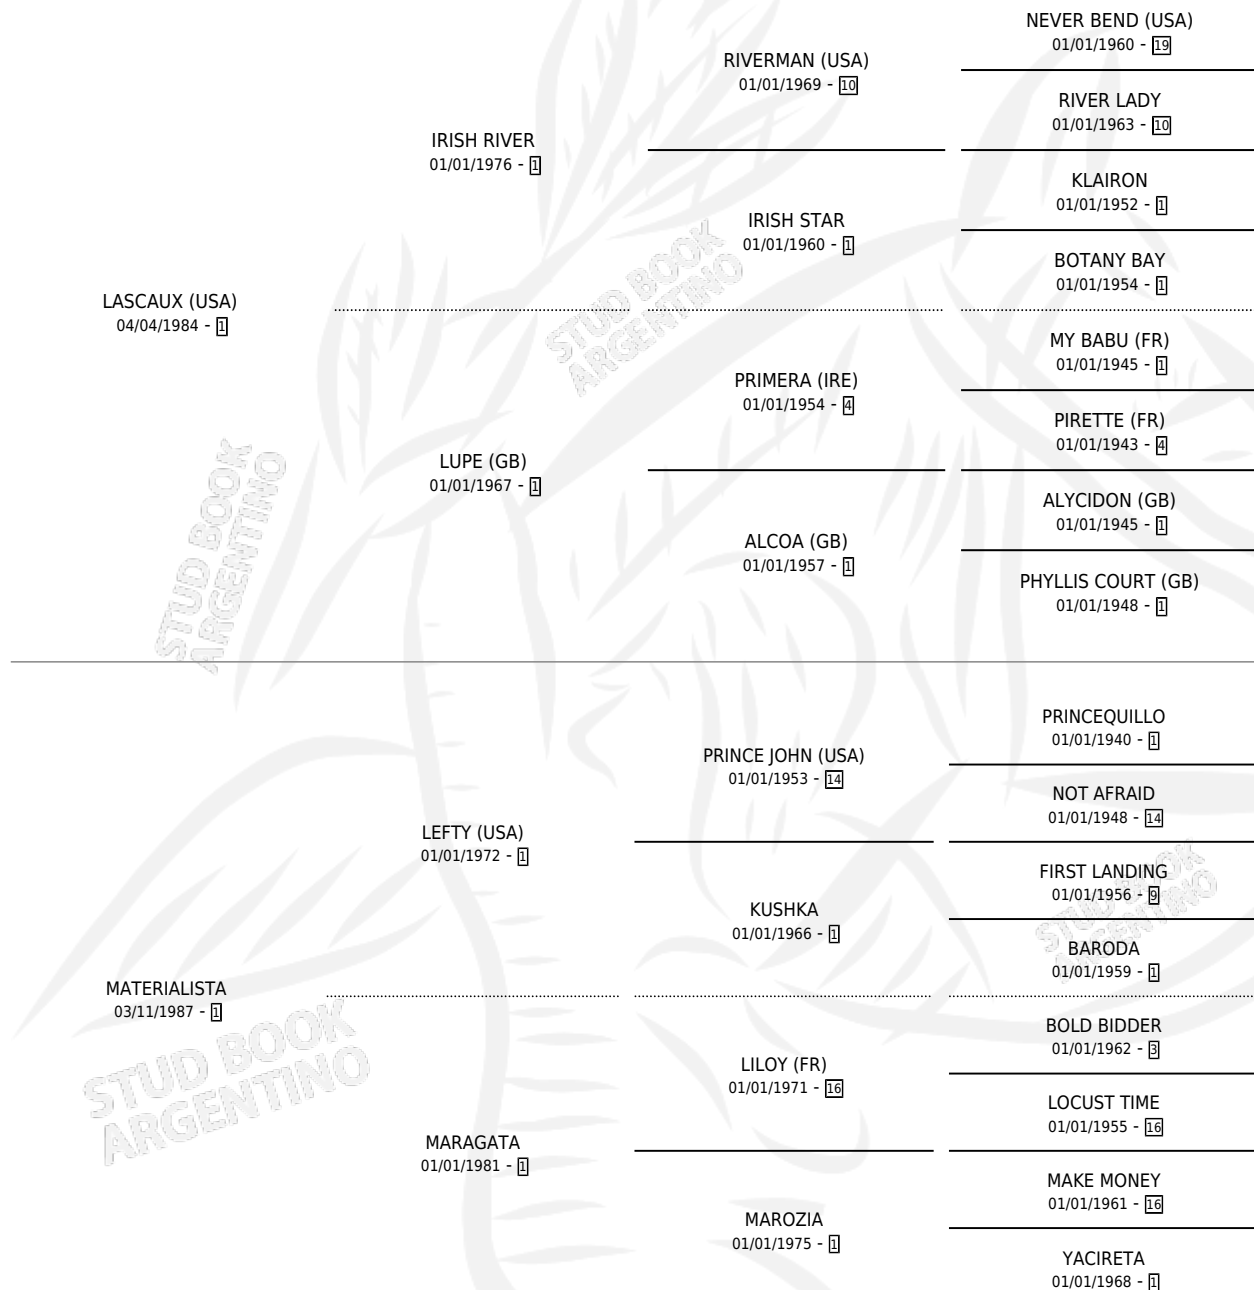 NEVER BEND (USA)
01/01/1960 - 19
RIVERMAN (USA)
01/01/1969 - 10
RIVER LADY
01/01/1963 - 10
IRISH RIVER
01/01/1976 - 1
KLAIRON
01/01/1952 - 1
IRISH STAR
01/01/1960 - 1
BOTANY BAY
01/01/1954 - 1
LASCAUX (USA)
04/04/1984 - 1
MY BABU (FR)
01/01/1945 - 1
PRIMERA (IRE)
01/01/1954 - 4
PIRETTE (FR)
01/01/1943 - 4
LUPE (GB)
01/01/1967 - 1
ALYCIDON (GB)
01/01/1945 - 1
ALCOA (GB)
01/01/1957 - 1
PHYLLIS COURT (GB)
01/01/1948 - 1
STUD BOOK
ARGENTINO
STUD BOOK
ARGENTINO
PRINCEQUILLO
01/01/1940 - 1
PRINCE JOHN (USA)
01/01/1953 - 14
NOT AFRAID
01/01/1948 - 14
LEFTY (USA)
01/01/1972 - 1
FIRST LANDING
01/01/1956 - 9
KUSHKA
01/01/1966 - 1
BARODA
01/01/1959 - 1
STUD BOOK
ARGENTINO
MATERIALISTA
03/11/1987 - 1
BOLD BIDDER
01/01/1962 - 3
LILOY (FR)
01/01/1971 - 16
LOCUST TIME
01/01/1955 - 16
STUD BOOK
ARGENTINO
MARAGATA
01/01/1981 - 1
MAKE MONEY
01/01/1961 - 16
MAROZIA
01/01/1975 - 1
YACIRETA
01/01/1968 - 1